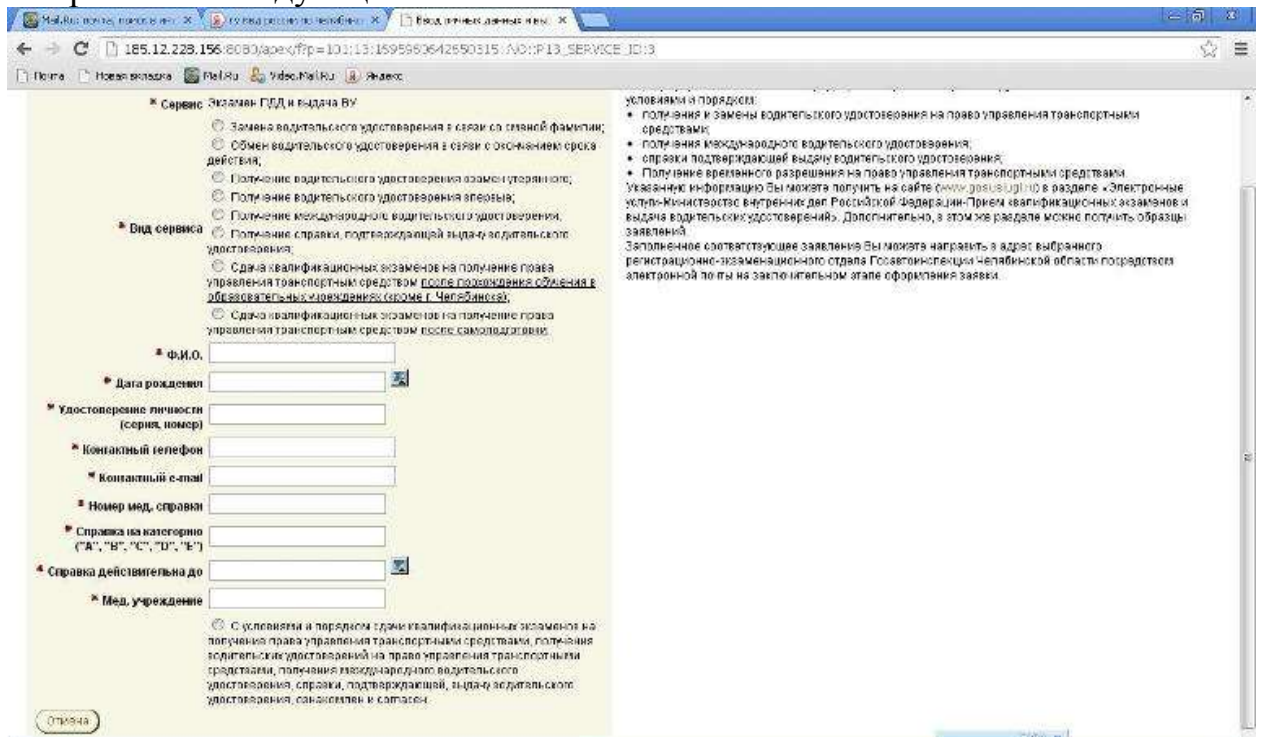 Mail.Ru: почта, поиск в инт
гу мвд россии по челябинс
Ввод личных данных и вы
185.12.228.156:8080/apex/f?p=101:13:1595960642650315::NO::P13_SERVICE_ID:3
Почта Новая вкладка Mail.Ru Video.Mail.Ru Яндекс
* Сервис Экзамен ПДД и выдача ВУ
* Вид сервиса
Замена водительского удостоверения в связи со сменой фамилии;
Обмен водительского удостоверения в связи с окончанием срока
действия;
Получение водительского удостоверения взамен утерянного;
Получение водительского удостоверения впервые;
Получение международного водительского удостоверения;
Получение справки, подтверждающей выдачу водительского
удостоверения;
Сдача квалификационных экзаменов на получение права
управления транспортным средством после прохождения обучения в
образовательных учреждениях (кроме г. Челябинска);
Сдача квалификационных экзаменов на получение права
управления транспортным средством после самоподготовки
* Ф.И.О.
* Дата рождения
* Удостоверение личности
(серия, номер)
* Контактный телефон
* Контактный e-mail
* Номер мед. справки
* Справка на категорию
("A", "B", "C", "D", "E")
* Справка действительна до
* Мед. учреждение
С условиями и порядком сдачи квалификационных экзаменов на
получение права управления транспортными средствами, получения
водительских удостоверений на право управления транспортными
средствами, получения международного водительского
удостоверения, справки, подтверждающей, выдачу водительского
удостоверения, ознакомлен и согласен.
Отмена
условиями и порядком:
• получения и замены водительского удостоверения на право управления транспортными
средствами;
• получения международного водительского удостоверения;
• справки подтверждающей выдачу водительского удостоверения;
• Получение временного разрешения на право управления транспортными средствами.
Указанную информацию Вы можете получить на сайте (www.gosuslugi.ru) в разделе «Электронные
услуги-Министерство внутренних дел Российской Федерации-Прием квалификационных экзаменов и
выдача водительских удостоверений». Дополнительно, в этом же разделе можно получить образцы
заявлений.
Заполненное соответствующее заявление Вы можете направить в адрес выбранного
регистрационно-экзаменационного отдела Госавтоинспекции Челябинской области посредством
электронной почты на заключительном этапе оформления заявки.